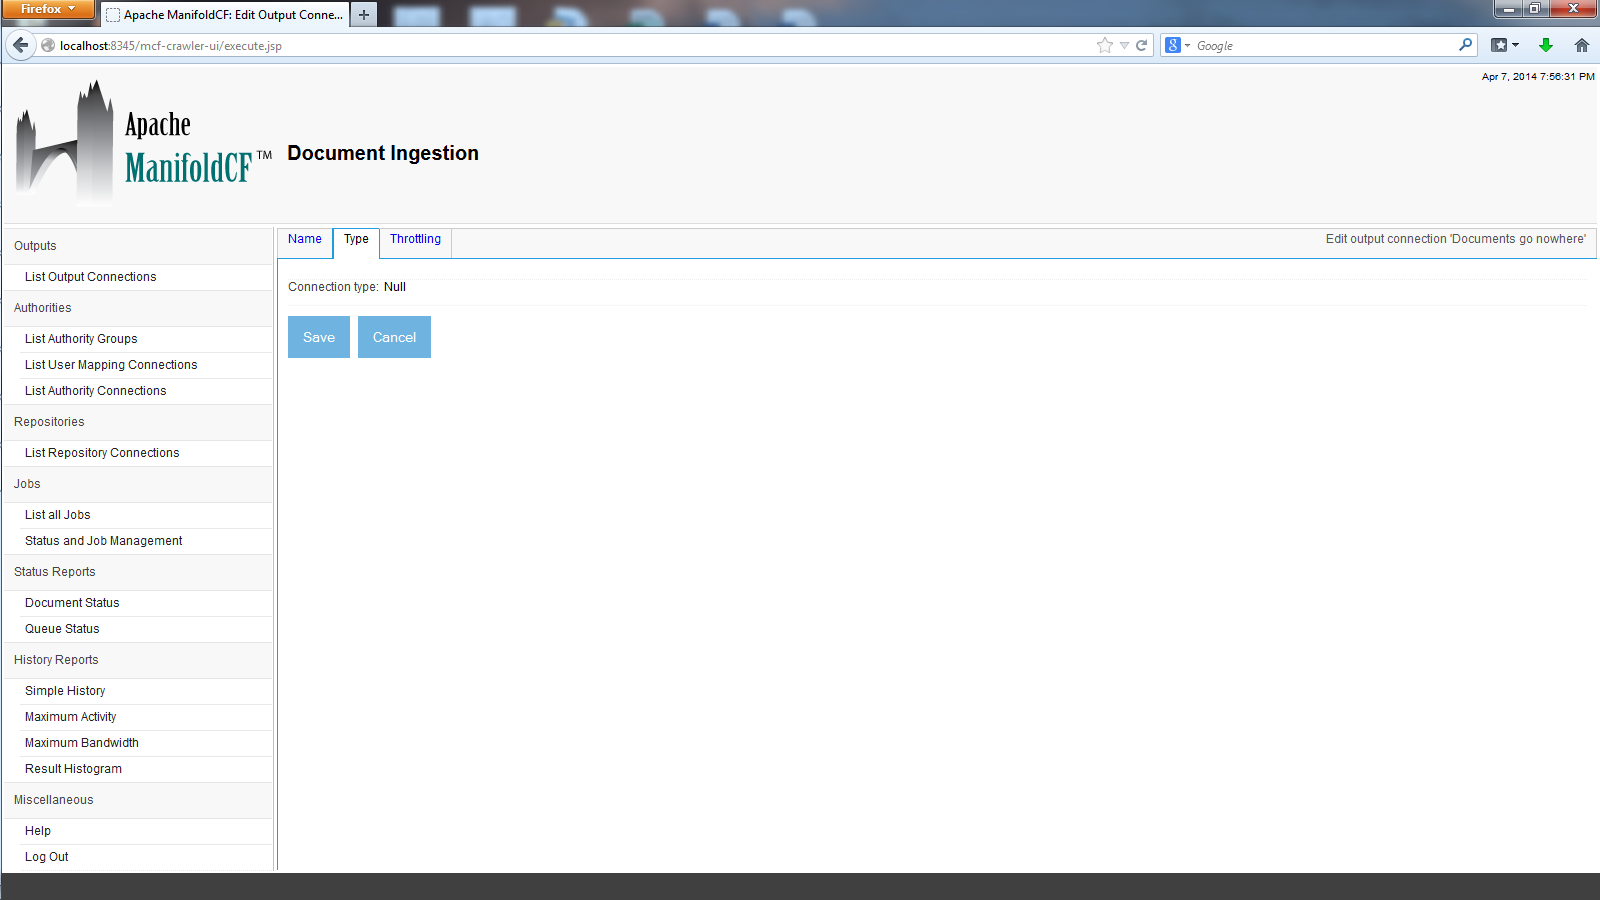 Firefox
Apache ManifoldCF: Edit Output Conne...
localhost:8345/mcf-crawler-ui/execute.jsp
8
Google
Apr 7, 2014 7:56:31 PM
Apache
ManifoldCF™
Document Ingestion
Outputs
List Output Connections
Authorities
List Authority Groups
List User Mapping Connections
List Authority Connections
Repositories
List Repository Connections
Jobs
List all Jobs
Status and Job Management
Status Reports
Document Status
Queue Status
History Reports
Simple History
Maximum Activity
Maximum Bandwidth
Result Histogram
Miscellaneous
Help
Log Out
Name Type Throttling
Edit output connection 'Documents go nowhere'
Connection type: Null
Save Cancel